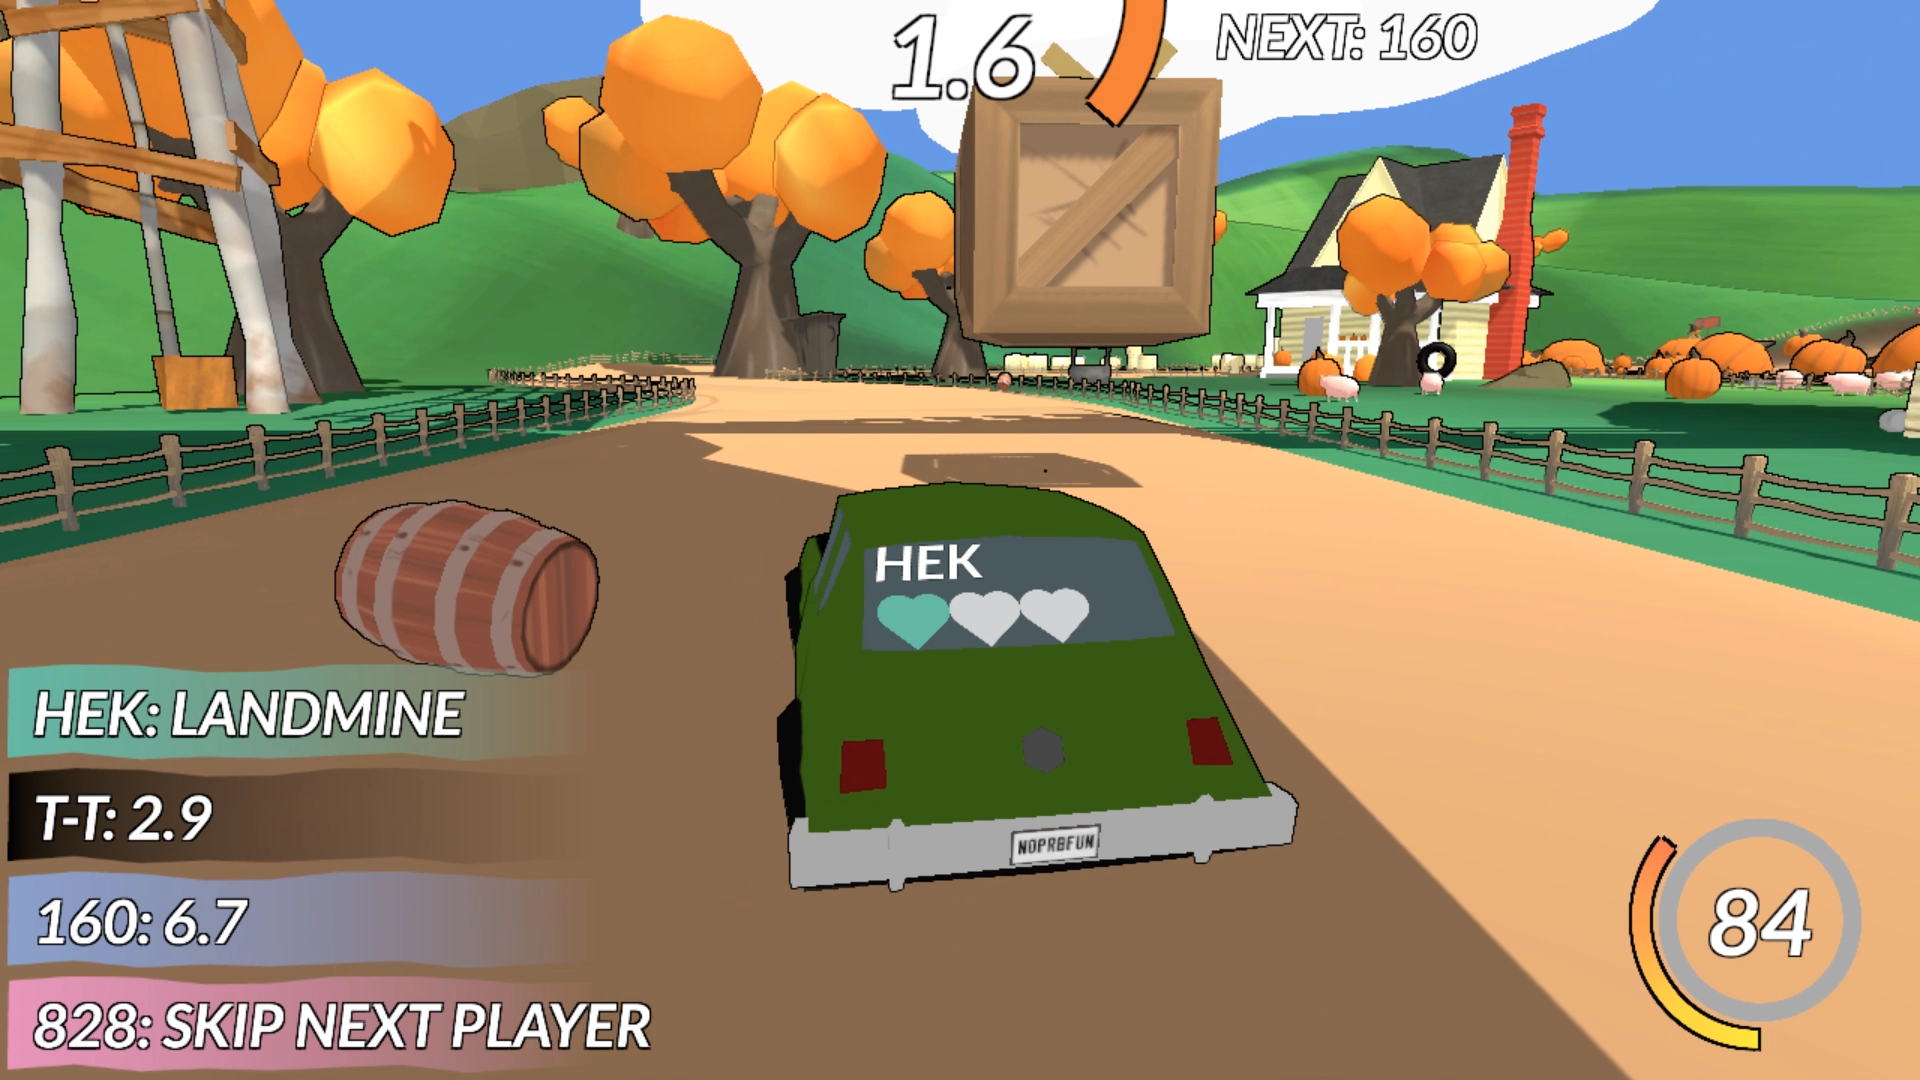 1.6
NEXT: 160
HEK
HEK: LANDMINE
T-T: 2.9
160: 6.7
828: SKIP NEXT PLAYER
NOPRBFUN
84